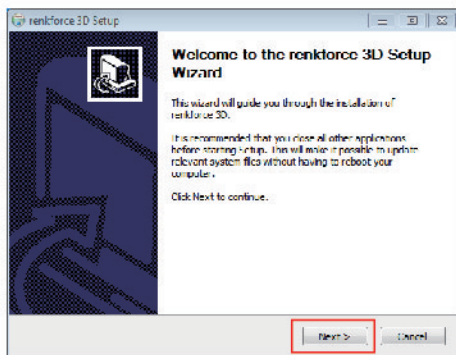 renkforce 3D Setup
Welcome to the renkforce 3D Setup
Wizard
This wizard will guide you through the installation of
renkforce 3D.
It is recommended that you close all other applications
before starting Setup. This will make it possible to update
relevant system files without having to reboot your
computer.
Click Next to continue.
Next > Cancel